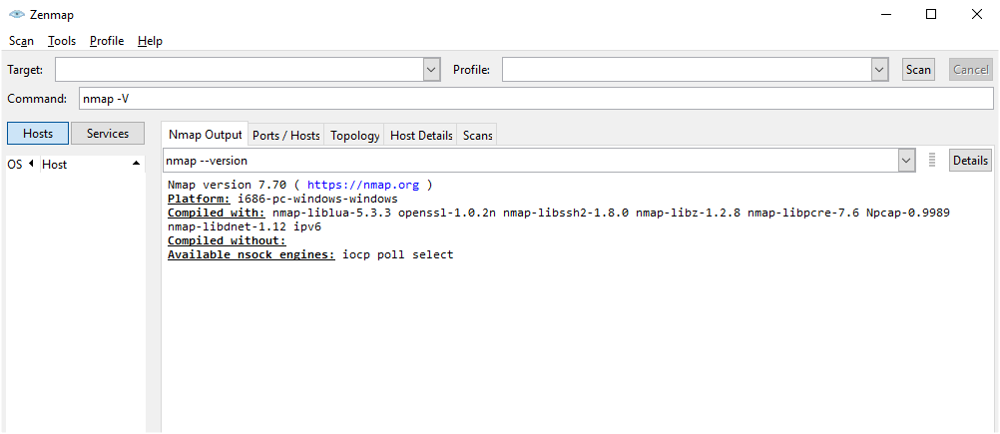 Zenmap
Scan Tools Profile Help
Target: Profile: Scan Cancel
Command: nmap -V
Hosts Services
OS Host
Nmap Output Ports / Hosts Topology Host Details Scans
nmap --version Details
Nmap version 7.70 ( https://nmap.org )
Platform: i686-pc-windows-windows
Compiled with: nmap-liblua-5.3.3 openssl-1.0.2n nmap-libssh2-1.8.0 nmap-libz-1.2.8 nmap-libpcre-7.6 Npcap-0.9989
nmap-libdnet-1.12 ipv6
Compiled without:
Available nsock engines: iocp poll select